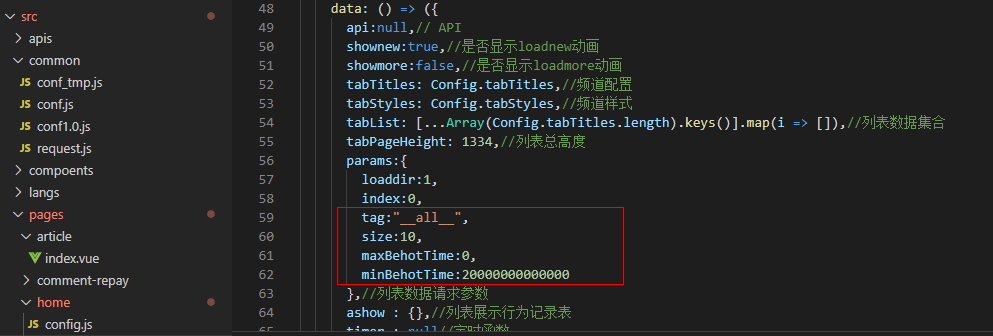 src
apis
common
JS conf_tmp.js
JS conf.js
JS conf1.0.js
JS request.js
compoents
langs
pages
article
index.vue
comment-repay
home
JS config.js
48 data: () => ({
49 api:null,// API
50 shownew:true,//是否显示loadnew动画
51 showmore:false,//是否显示loadmore动画
52 tabTitles: Config.tabTitles,//频道配置
53 tabStyles: Config.tabStyles,//频道样式
54 tabList: [...Array(Config.tabTitles.length).keys()].map(i => []),//列表数据集合
55 tabPageHeight: 1334,//列表总高度
56 params:{
57 loaddir:1,
58 index:0,
59 tag:"__all__",
60 size:10,
61 maxBehotTime:0,
62 minBehotTime:20000000000000
63 },//列表数据请求参数
64 ashow : {},//列表展示行为记录表
65 timer : null//定时函数